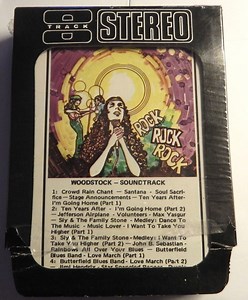 8
TRACK
STEREO
ROCK
ROCK
ROCK
WOODSTOCK — SOUNDTRACK
1: Crowd Rain Chant — Santana - Soul Sacri-
fice — Stage Announcements — Ten Years After-
I'm Going Home (Part 1)
2: Ten Years After - I'm Going Home (Part 2)
— Jefferson Airplane - Volunteers - Max Yasgur
— Sly & The Family Stone - Medley: Dance To
The Music - Music Lover - I Want To Take You
Higher (Part 1)
3: Sly & The Family Stone - Medley: I Want To
Take You Higher (Part 2) — John B. Sebastian -
Rainbows All Over Your Blues — Butterfield
Blues Band - Love March (Part 1)
4: Butterfield Blues Band - Love March (Part 2)